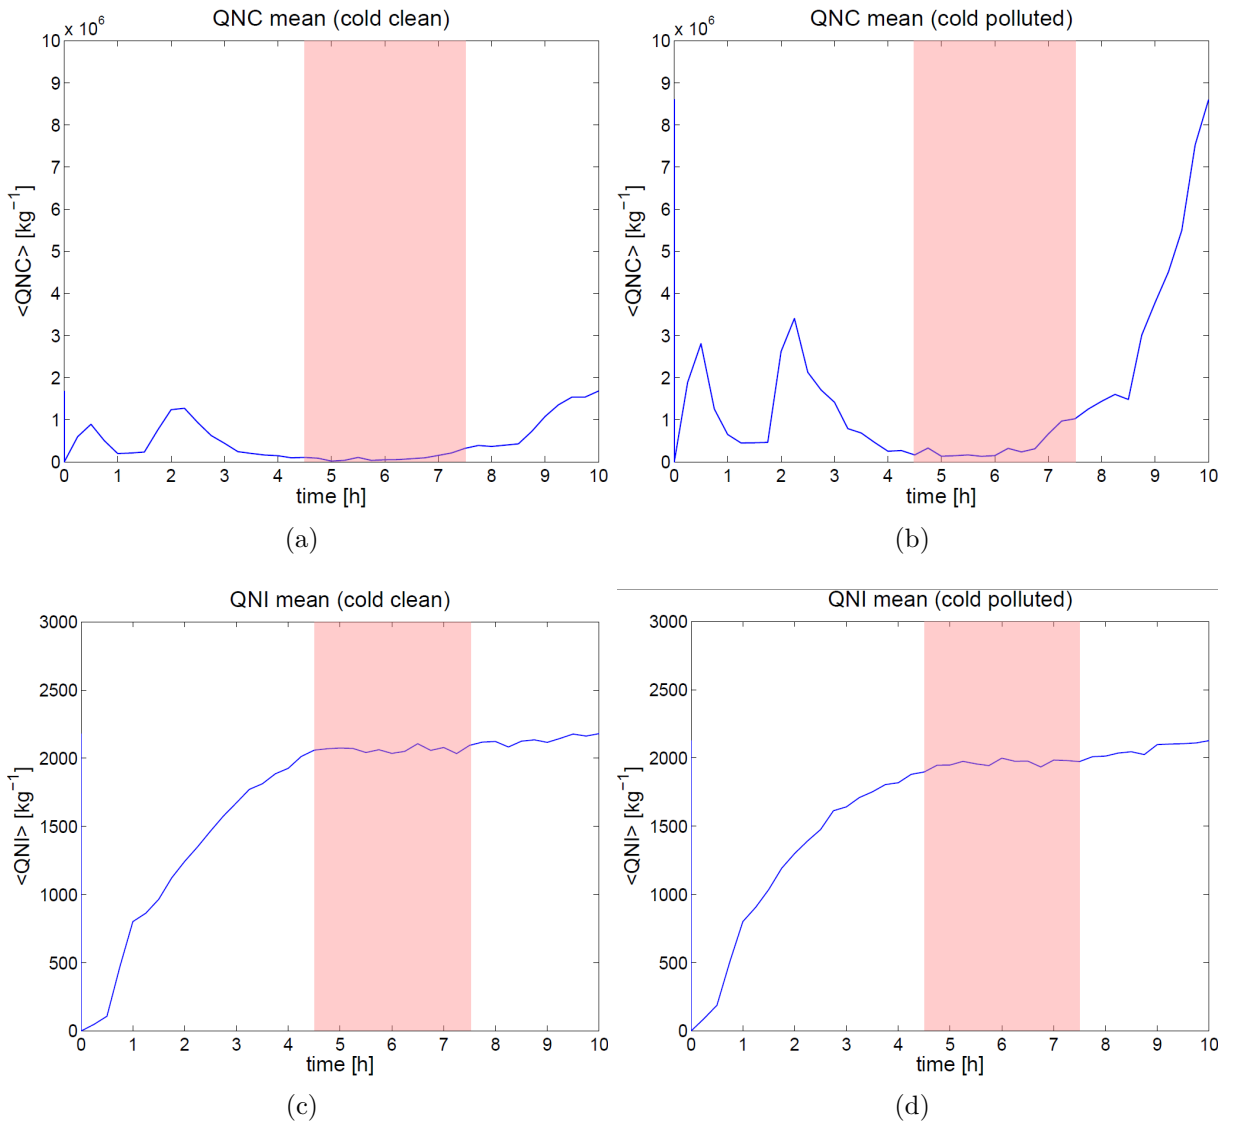 QNC mean (cold clean)
x 10⁶
10
9
8
7
6
5
4
3
2
1
0
<QNC> [kg⁻¹]
0 1 2 3 4 5 6 7 8 9 10
time [h]
(a)
QNC mean (cold polluted)
x 10⁶
10
9
8
7
6
5
4
3
2
1
0
<QNC> [kg⁻¹]
0 1 2 3 4 5 6 7 8 9 10
time [h]
(b)
QNI mean (cold clean)
3000
2500
2000
1500
1000
500
0
<QNI> [kg⁻¹]
0 1 2 3 4 5 6 7 8 9 10
time [h]
(c)
QNI mean (cold polluted)
3000
2500
2000
1500
1000
500
0
<QNI> [kg⁻¹]
0 1 2 3 4 5 6 7 8 9 10
time [h]
(d)